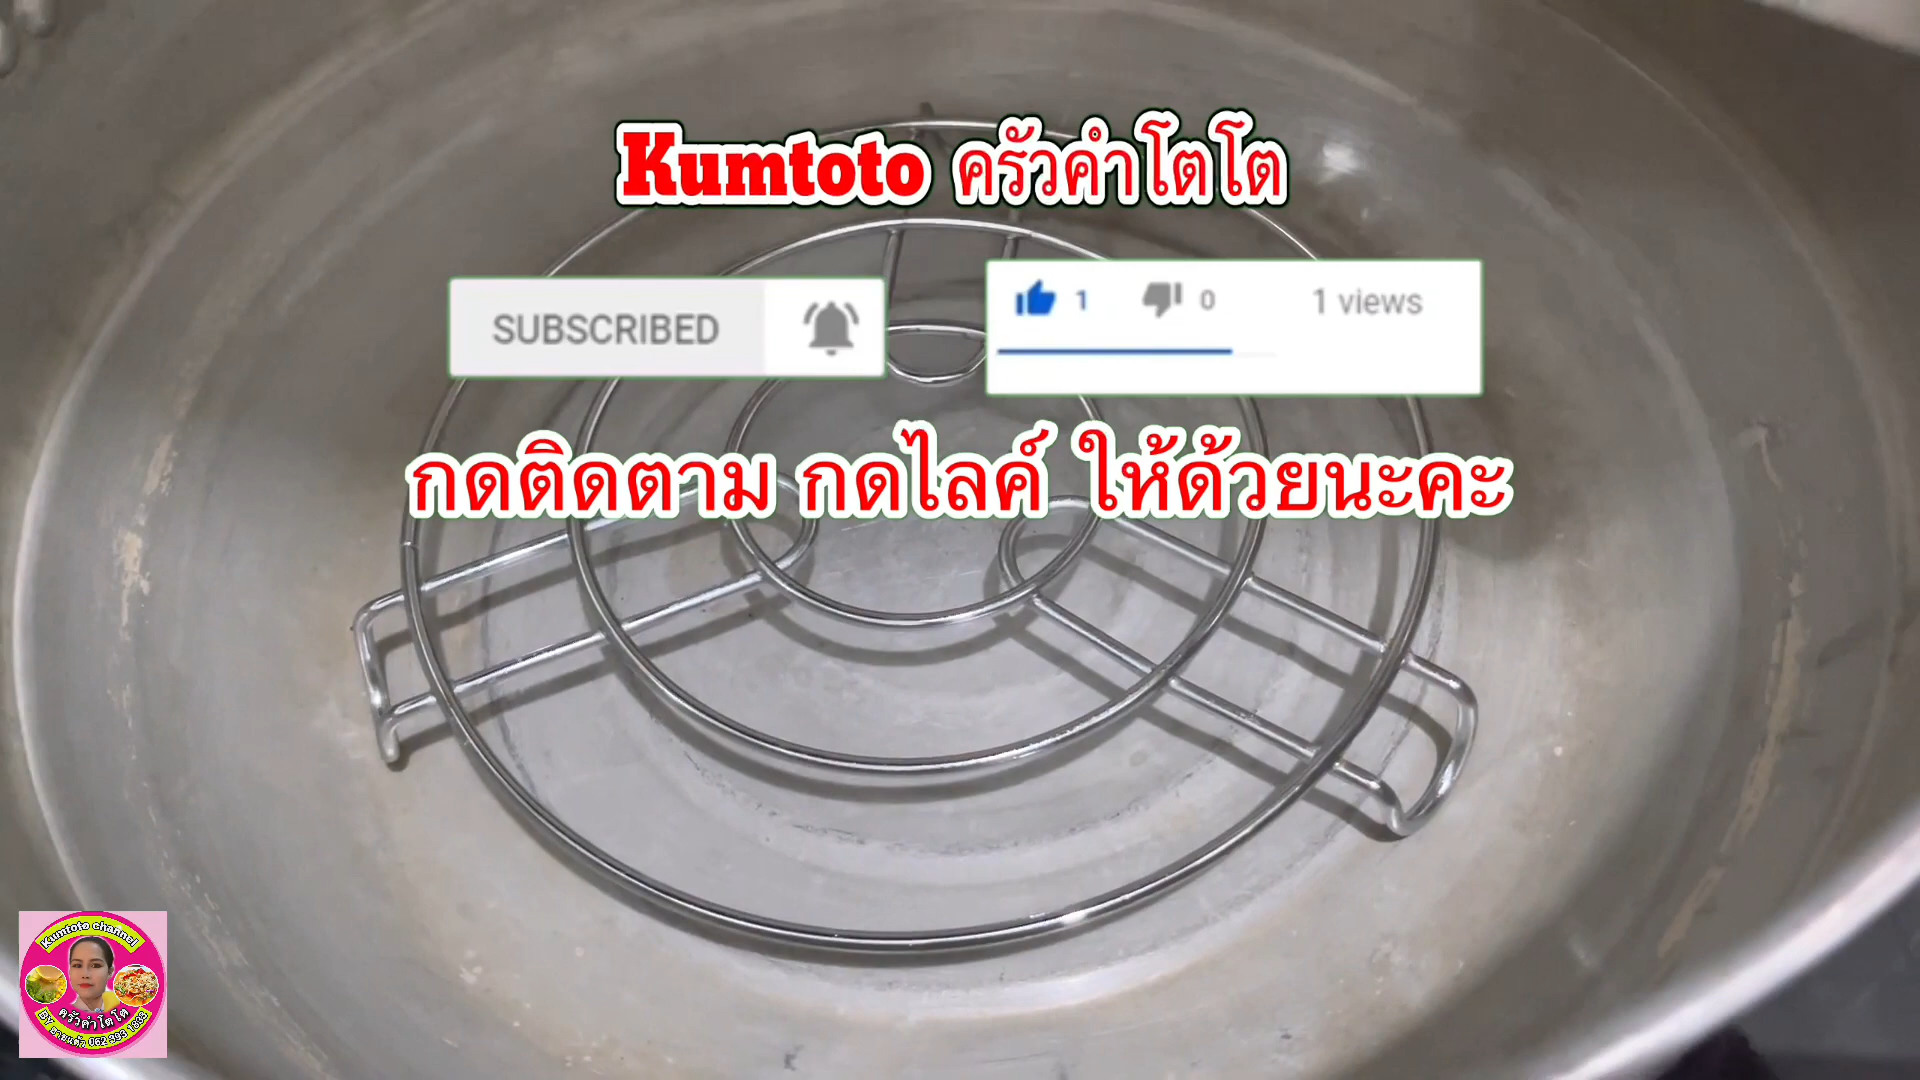 Kumtoto ครัวคำโตโต
SUBSCRIBED
1 0 1 views
กดติดตาม กดไลค์ ให้ด้วยนะคะ
Kumtoto channel
ครัวคำโตโต